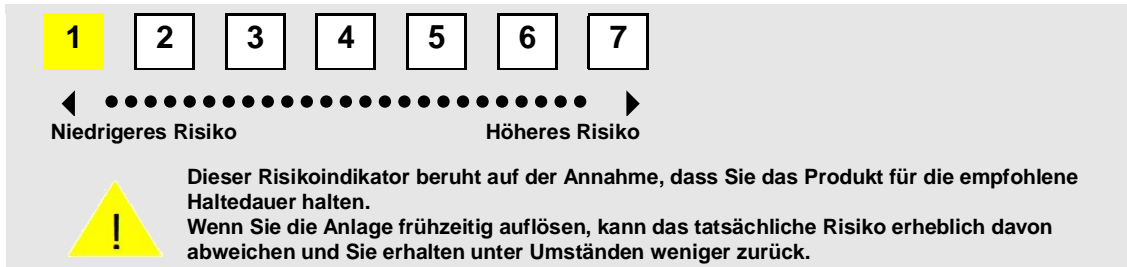 1 2 3 4 5 6 7
Niedrigeres Risiko Höheres Risiko
Dieser Risikoindikator beruht auf der Annahme, dass Sie das Produkt für die empfohlene
Haltedauer halten.
Wenn Sie die Anlage frühzeitig auflösen, kann das tatsächliche Risiko erheblich davon
abweichen und Sie erhalten unter Umständen weniger zurück.
!